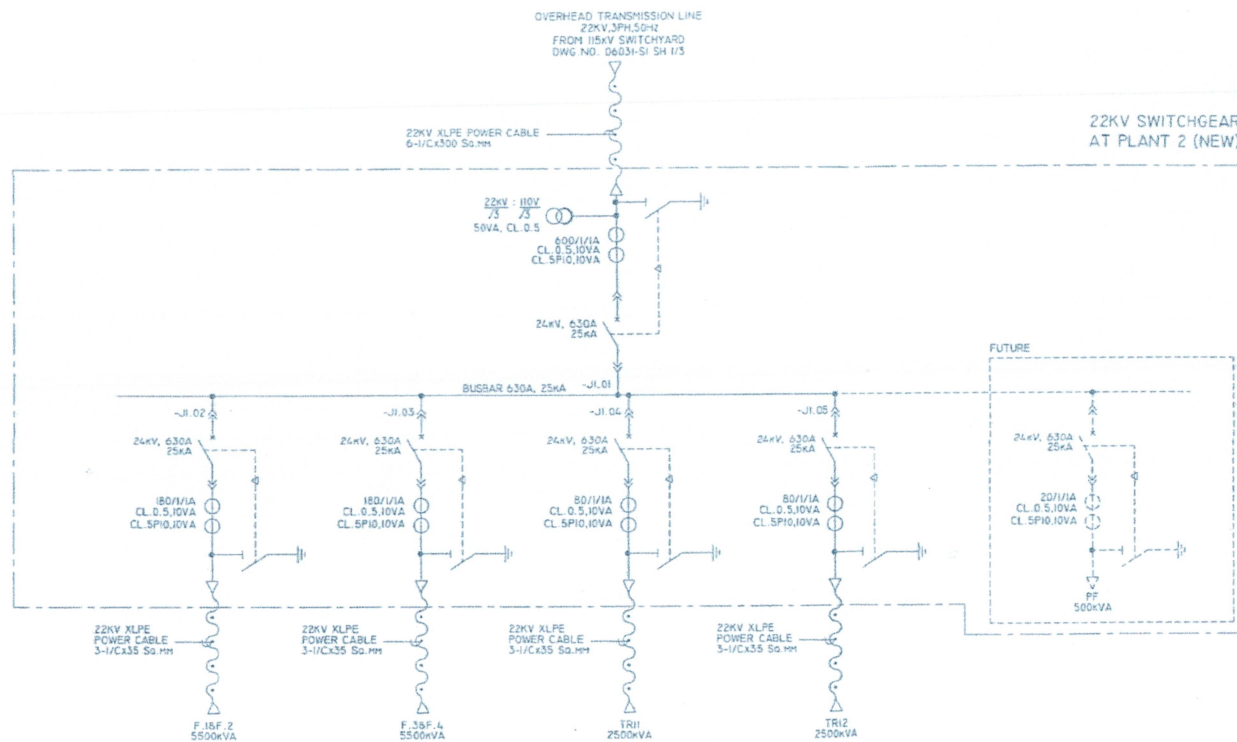 OVERHEAD TRANSMISSION LINE
22KV,3PH,50Hz
FROM 115KV SWITCHYARD
DWG NO. 06031-S1 SH 1/3
22KV XLPE POWER CABLE
6-1/Cx300 Sq.MM
22KV SWITCHGEAR
AT PLANT 2 (NEW)
22KV : 110V
/3 /3
50VA, CL.0.5
600/1/1A
CL.0.5,10VA
CL.5P10,10VA
24KV, 630A
25KA
FUTURE
BUSBAR 630A, 25KA
-J1.01
-J1.02
-J1.03
-J1.04
-J1.05
24KV, 630A
25KA
24KV, 630A
25KA
24KV, 630A
25KA
24KV, 630A
25KA
24KV, 630A
25KA
180/1/1A
CL.0.5,10VA
CL.5P10,10VA
180/1/1A
CL.0.5,10VA
CL.5P10,10VA
80/1/1A
CL.0.5,10VA
CL.5P10,10VA
80/1/1A
CL.0.5,10VA
CL.5P10,10VA
20/1/1A
CL.0.5,10VA
CL.5P10,10VA
PF
500KVA
22KV XLPE
POWER CABLE
3-1/Cx35 Sq.MM
22KV XLPE
POWER CABLE
3-1/Cx35 Sq.MM
22KV XLPE
POWER CABLE
3-1/Cx35 Sq.MM
22KV XLPE
POWER CABLE
3-1/Cx35 Sq.MM
F.1&F.2
5500KVA
F.3&F.4
5500KVA
TR11
2500KVA
TR12
2500KVA